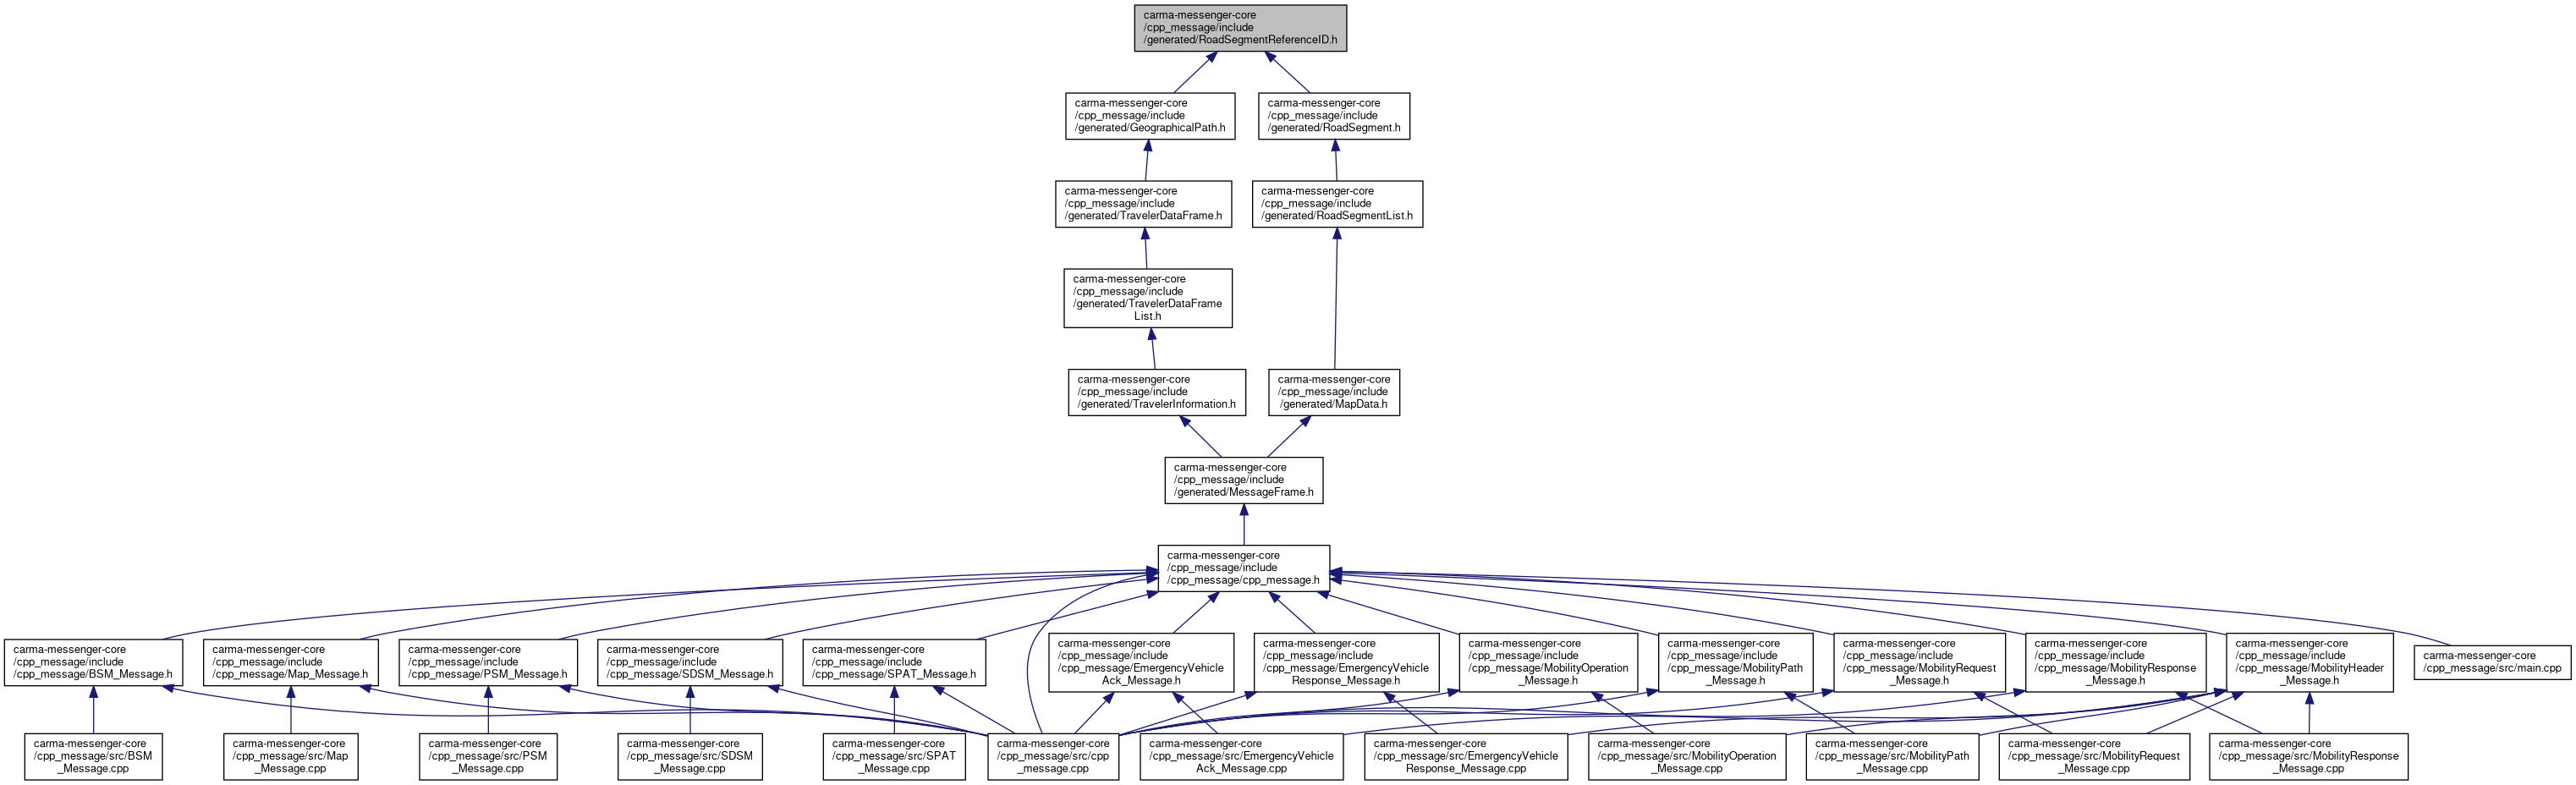 carma-messenger-core
/cpp_message/include
/generated/RoadSegmentReferenceID.h
carma-messenger-core
/cpp_message/include
/generated/GeographicalPath.h
carma-messenger-core
/cpp_message/include
/generated/RoadSegment.h
carma-messenger-core
/cpp_message/include
/generated/TravelerDataFrame.h
carma-messenger-core
/cpp_message/include
/generated/RoadSegmentList.h
carma-messenger-core
/cpp_message/include
/generated/TravelerDataFrame
List.h
carma-messenger-core
/cpp_message/include
/generated/TravelerInformation.h
carma-messenger-core
/cpp_message/include
/generated/MapData.h
carma-messenger-core
/cpp_message/include
/generated/MessageFrame.h
carma-messenger-core
/cpp_message/include
/cpp_message/cpp_message.h
carma-messenger-core
/cpp_message/include
/cpp_message/BSM_Message.h
carma-messenger-core
/cpp_message/include
/cpp_message/Map_Message.h
carma-messenger-core
/cpp_message/include
/cpp_message/PSM_Message.h
carma-messenger-core
/cpp_message/include
/cpp_message/SDSM_Message.h
carma-messenger-core
/cpp_message/include
/cpp_message/SPAT_Message.h
carma-messenger-core
/cpp_message/include
/cpp_message/EmergencyVehicle
Ack_Message.h
carma-messenger-core
/cpp_message/include
/cpp_message/EmergencyVehicle
Response_Message.h
carma-messenger-core
/cpp_message/include
/cpp_message/MobilityOperation
_Message.h
carma-messenger-core
/cpp_message/include
/cpp_message/MobilityPath
_Message.h
carma-messenger-core
/cpp_message/include
/cpp_message/MobilityRequest
_Message.h
carma-messenger-core
/cpp_message/include
/cpp_message/MobilityResponse
_Message.h
carma-messenger-core
/cpp_message/include
/cpp_message/MobilityHeader
_Message.h
carma-messenger-core
/cpp_message/src/main.cpp
carma-messenger-core
/cpp_message/src/BSM
_Message.cpp
carma-messenger-core
/cpp_message/src/Map
_Message.cpp
carma-messenger-core
/cpp_message/src/PSM
_Message.cpp
carma-messenger-core
/cpp_message/src/SDSM
_Message.cpp
carma-messenger-core
/cpp_message/src/SPAT
_Message.cpp
carma-messenger-core
/cpp_message/src/cpp
_message.cpp
carma-messenger-core
/cpp_message/src/EmergencyVehicle
Ack_Message.cpp
carma-messenger-core
/cpp_message/src/EmergencyVehicle
Response_Message.cpp
carma-messenger-core
/cpp_message/src/MobilityOperation
_Message.cpp
carma-messenger-core
/cpp_message/src/MobilityPath
_Message.cpp
carma-messenger-core
/cpp_message/src/MobilityRequest
_Message.cpp
carma-messenger-core
/cpp_message/src/MobilityResponse
_Message.cpp